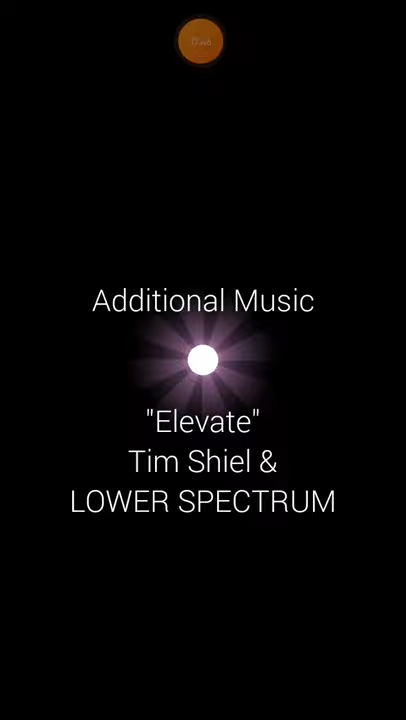 Additional Music
"Elevate"
Tim Shiel &
LOWER SPECTRUM